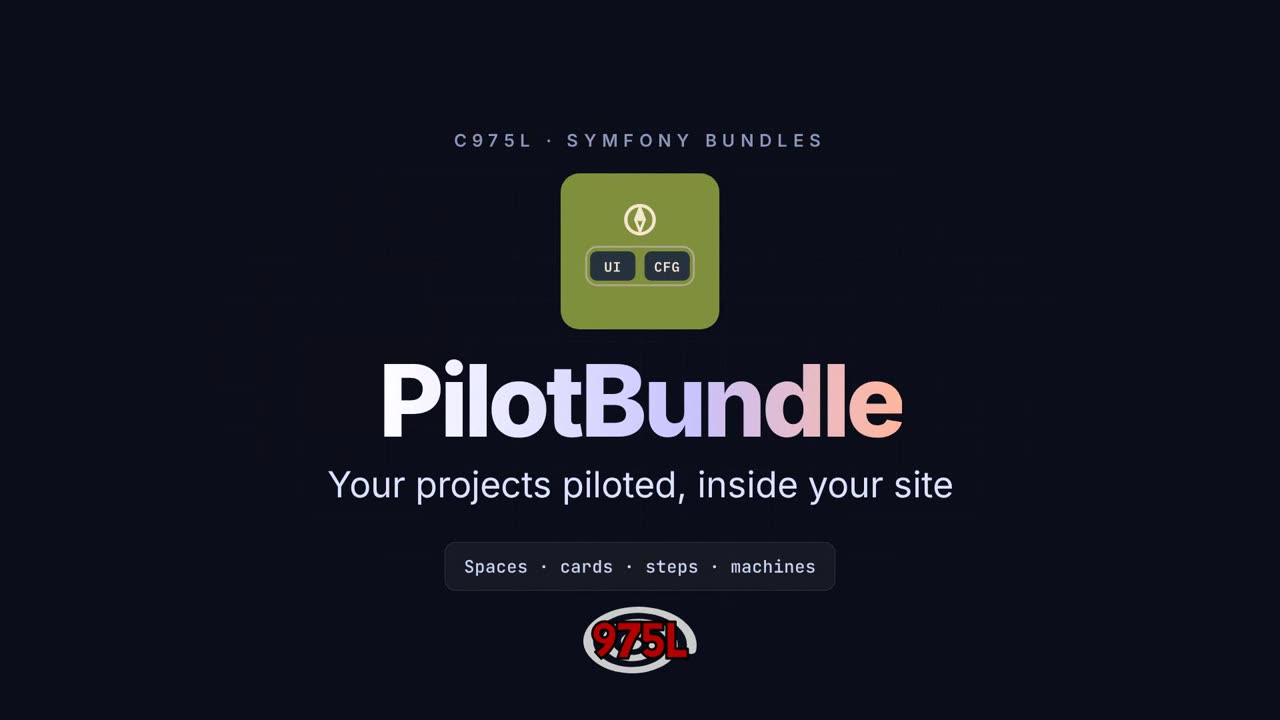 C975L · SYMFONY BUNDLES
UI CFG
PilotBundle
Your projects piloted, inside your site
Spaces · cards · steps · machines
975L